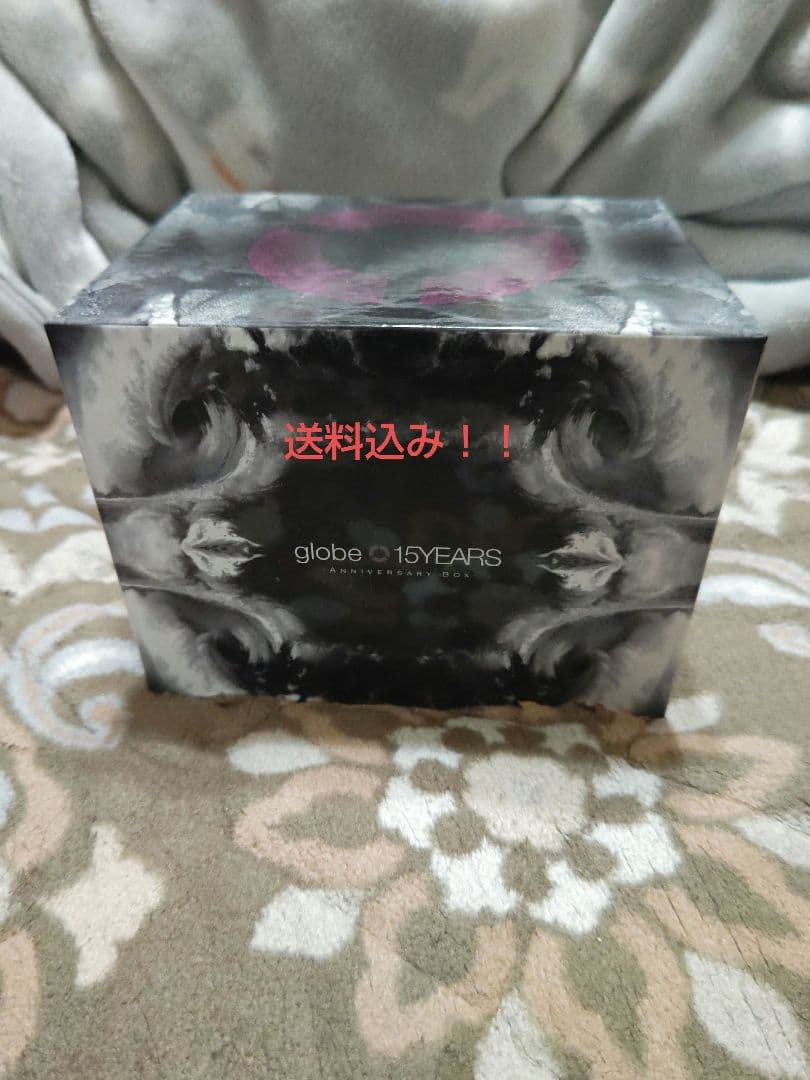 送料込み！！
globe 15YEARS
ANNIVERSARY BOX